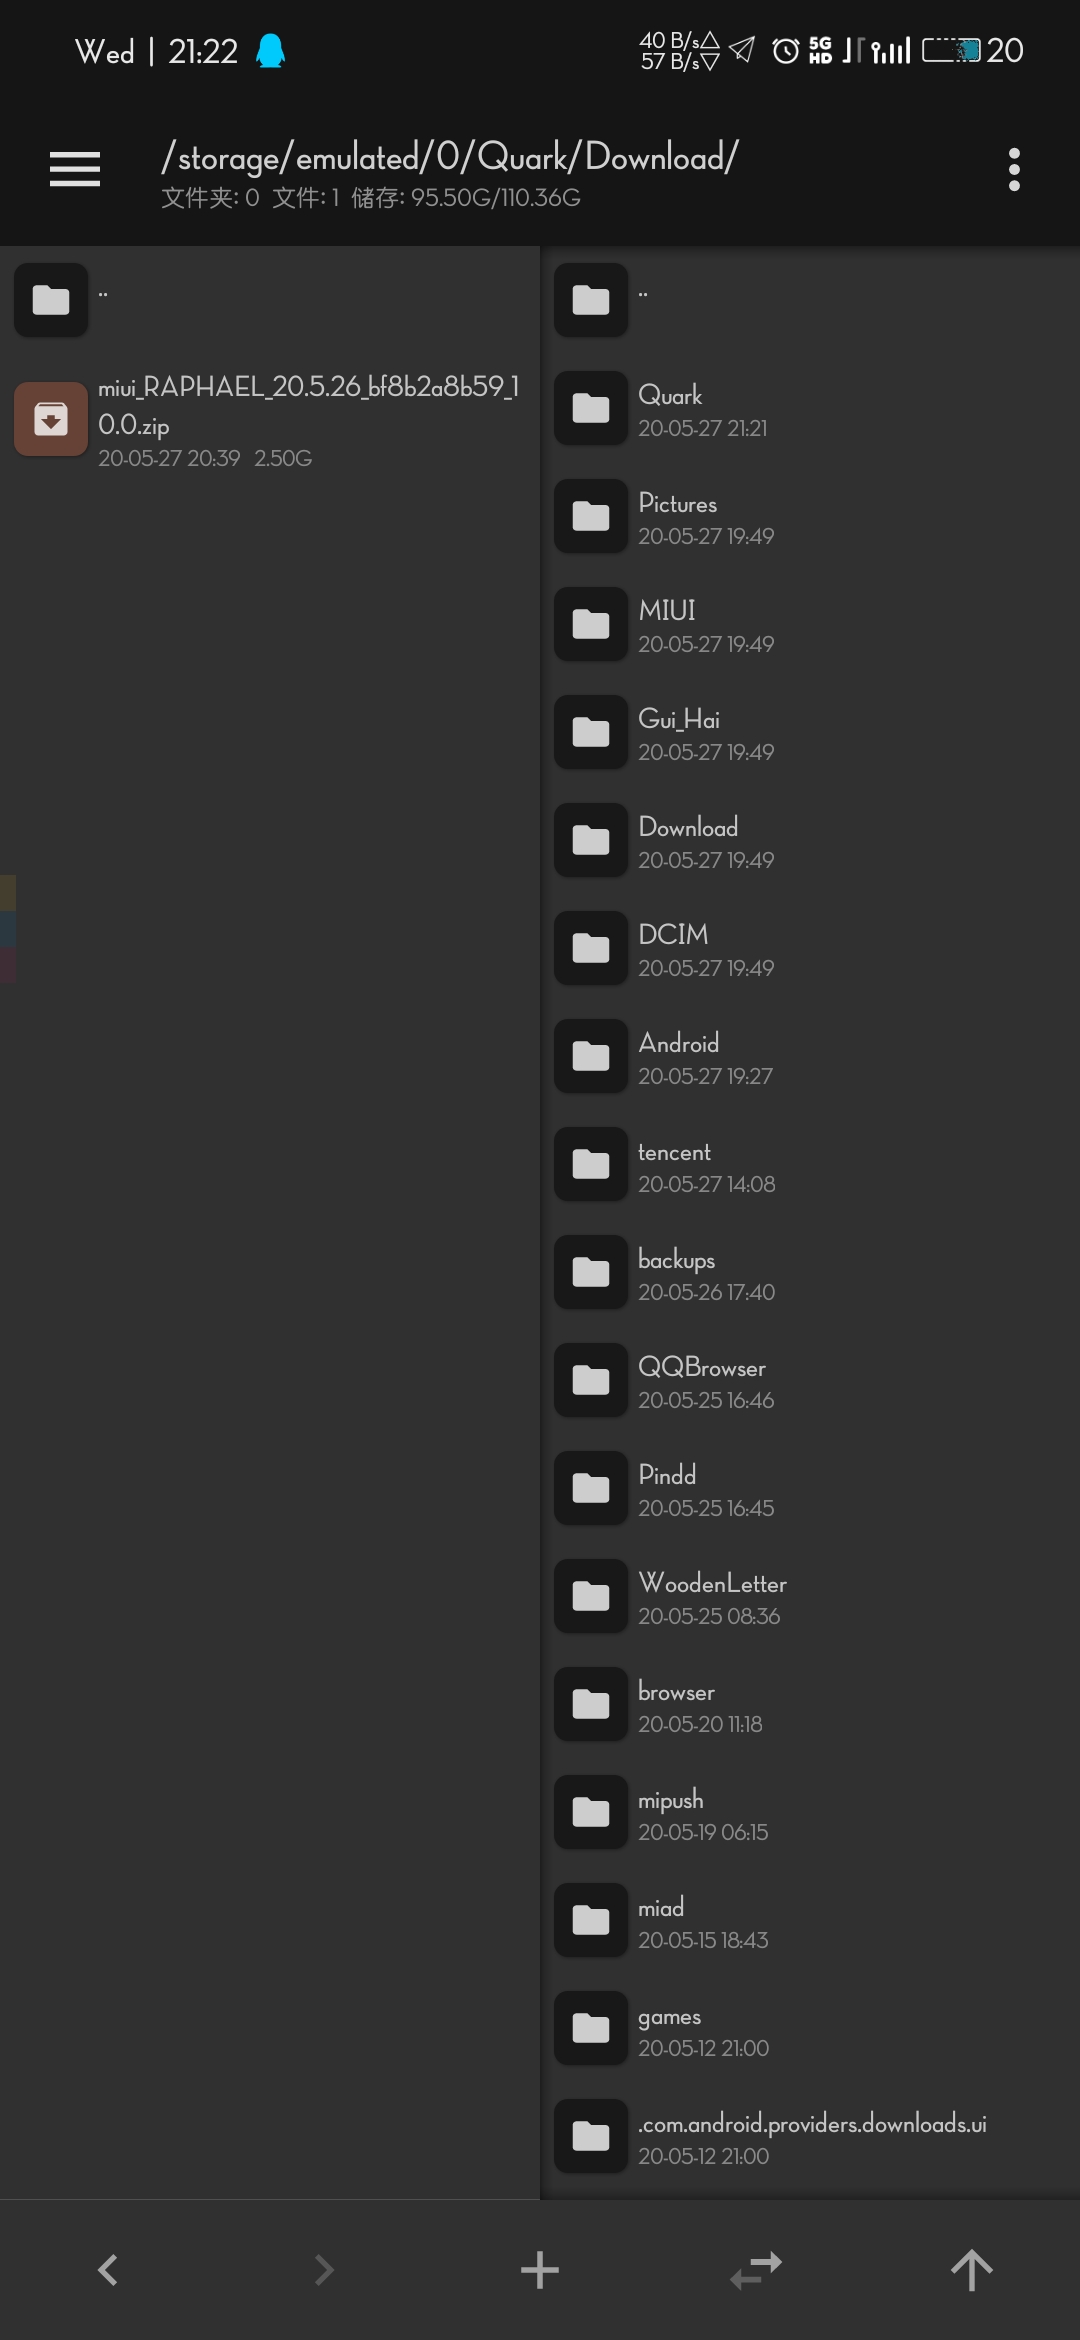 Wed | 21:22
40 B/s
57 B/s
5G
HD
20
/storage/emulated/0/Quark/Download/
文件夹: 0 文件: 1 储存: 95.50G/110.36G
..
miui_RAPHAEL_20.5.26_bf8b2a8b59_1
0.0.zip
20-05-27 20:39 2.50G
..
Quark
20-05-27 21:21
Pictures
20-05-27 19:49
MIUI
20-05-27 19:49
Gui_Hai
20-05-27 19:49
Download
20-05-27 19:49
DCIM
20-05-27 19:49
Android
20-05-27 19:27
tencent
20-05-27 14:08
backups
20-05-26 17:40
QQBrowser
20-05-25 16:46
Pindd
20-05-25 16:45
WoodenLetter
20-05-25 08:36
browser
20-05-20 11:18
mipush
20-05-19 06:15
miad
20-05-15 18:43
games
20-05-12 21:00
.com.android.providers.downloads.ui
20-05-12 21:00